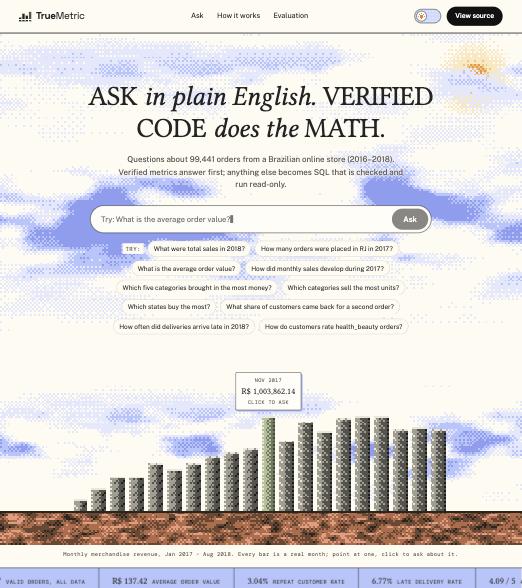 TrueMetric
Ask How it works Evaluation
View source
ASK in plain English. VERIFIED
CODE does the MATH.
Questions about 99,441 orders from a Brazilian online store (2016–2018).
Verified metrics answer first; anything else becomes SQL that is checked and
run read-only.
Try: What is the average order value?
Ask
TRY: What were total sales in 2018? How many orders were placed in RJ in 2017?
What is the average order value? How did monthly sales develop during 2017?
Which five categories brought in the most money? Which categories sell the most units?
Which states buy the most? What share of customers came back for a second order?
How often did deliveries arrive late in 2018? How do customers rate health_beauty orders?
NOV 2017
R$ 1,003,862.14
CLICK TO ASK
Monthly merchandise revenue, Jan 2017 - Aug 2018. Every bar is a real month; point at one, click to ask about it.
VALID ORDERS, ALL DATA R$ 137.42 AVERAGE ORDER VALUE 3.04% REPEAT CUSTOMER RATE 6.77% LATE DELIVERY RATE 4.09 / 5